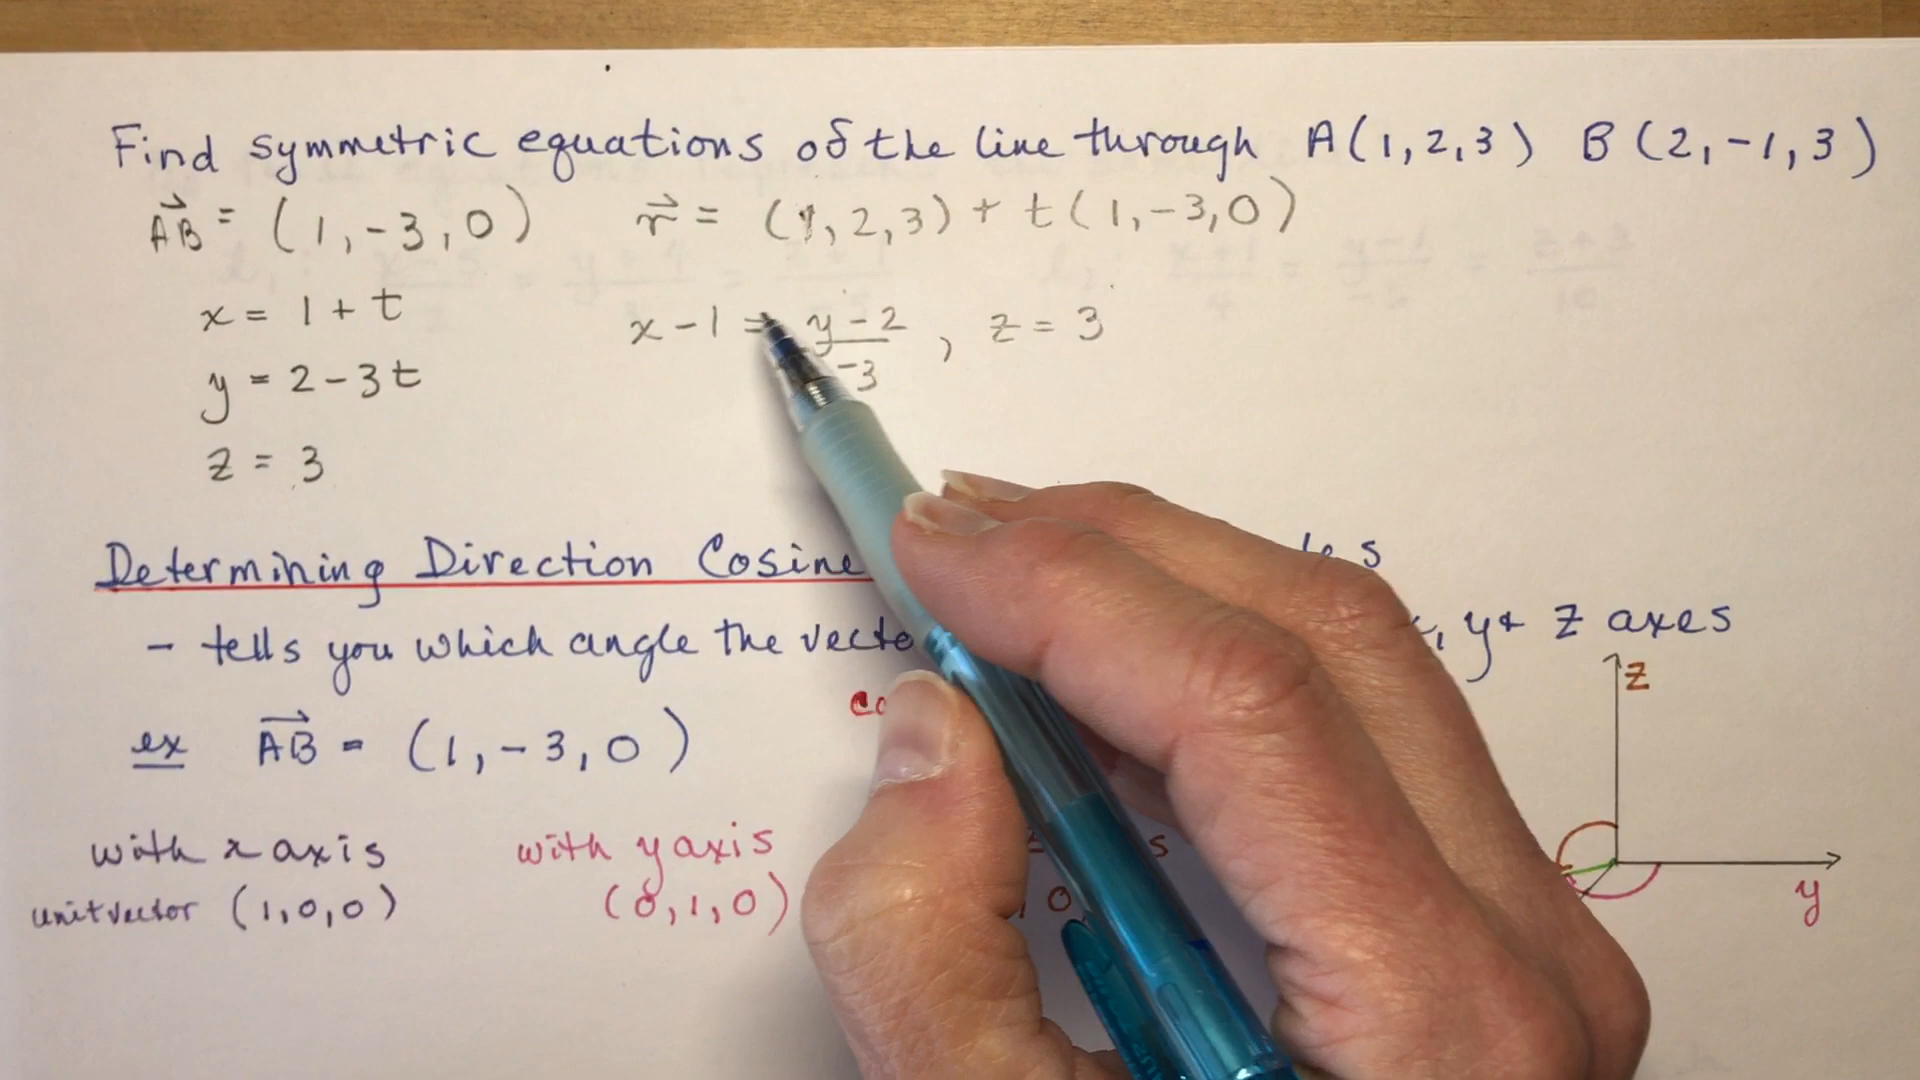 Find symmetric equations of the line through A(1,2,3) B(2,-1,3)
AB = (1,-3,0) r = (1,2,3) + t(1,-3,0)
x = 1 + t x - 1 = y-2/-3 , z = 3
y = 2 - 3t
z = 3
Determining Direction Cosine
- tells you which angle the y + z axes
z
ex AB = (1,-3,0)
with x axis with y axis
unit vector (1,0,0) (0,1,0)
y